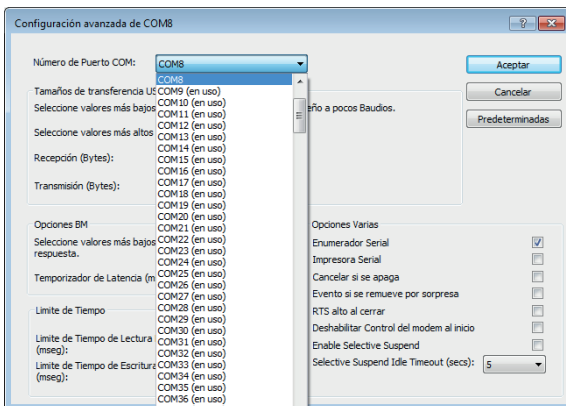 Configuración avanzada de COM8
Número de Puerto COM:
COM8
Aceptar
Cancelar
Predeterminadas
COM8
COM9 (en uso)
COM10 (en uso)
COM11 (en uso)
COM12 (en uso)
COM13 (en uso)
COM14 (en uso)
COM15 (en uso)
COM16 (en uso)
COM17 (en uso)
COM18 (en uso)
COM19 (en uso)
COM20 (en uso)
COM21 (en uso)
COM22 (en uso)
COM23 (en uso)
COM24 (en uso)
COM25 (en uso)
COM26 (en uso)
COM27 (en uso)
COM28 (en uso)
COM29 (en uso)
COM30 (en uso)
COM31 (en uso)
COM32 (en uso)
COM33 (en uso)
COM34 (en uso)
COM35 (en uso)
COM36 (en uso)
Tamaños de transferencia
Seleccione valores más bajos
a pocos Baudios.
Seleccione valores más altos
Recepción (Bytes):
Transmisión (Bytes):
Opciones BM
Seleccione valores más bajos
respuesta.
Temporizador de Latencia
Limite de Tiempo
Limite de Tiempo de Lectura
(mseg):
Limite de Tiempo de Escritura
(mseg):
Opciones Varias
Enumerador Serial
Impresora Serial
Cancelar si se apaga
Evento si se remueve por sorpresa
RTS alto al cerrar
Deshabilitar Control del modem al inicio
Enable Selective Suspend
Selective Suspend Idle Timeout (secs):
5